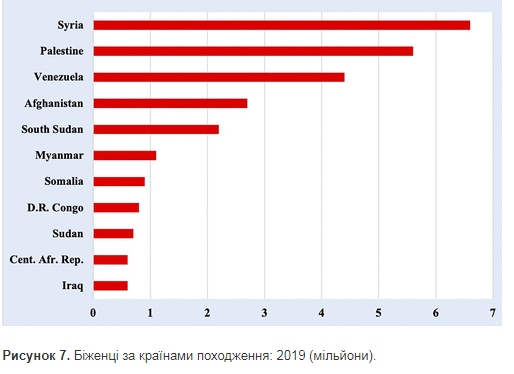 Syria
Palestine
Venezuela
Afghanistan
South Sudan
Myanmar
Somalia
D.R. Congo
Sudan
Cent. Afr. Rep.
Iraq
0 1 2 3 4 5 6 7
Рисунок 7. Біженці за країнами походження: 2019 (мільйони).